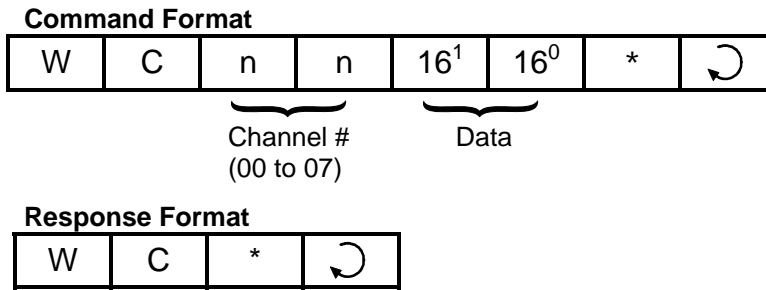 Command Format
W C n n 16¹ 16⁰ * ↵
Channel # Data
(00 to 07)
Response Format
W C * ↵